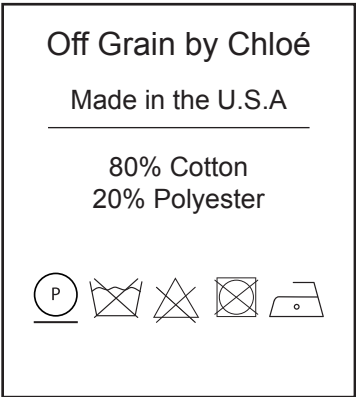 Off Grain by Chloé
Made in the U.S.A
80% Cotton
20% Polyester
P